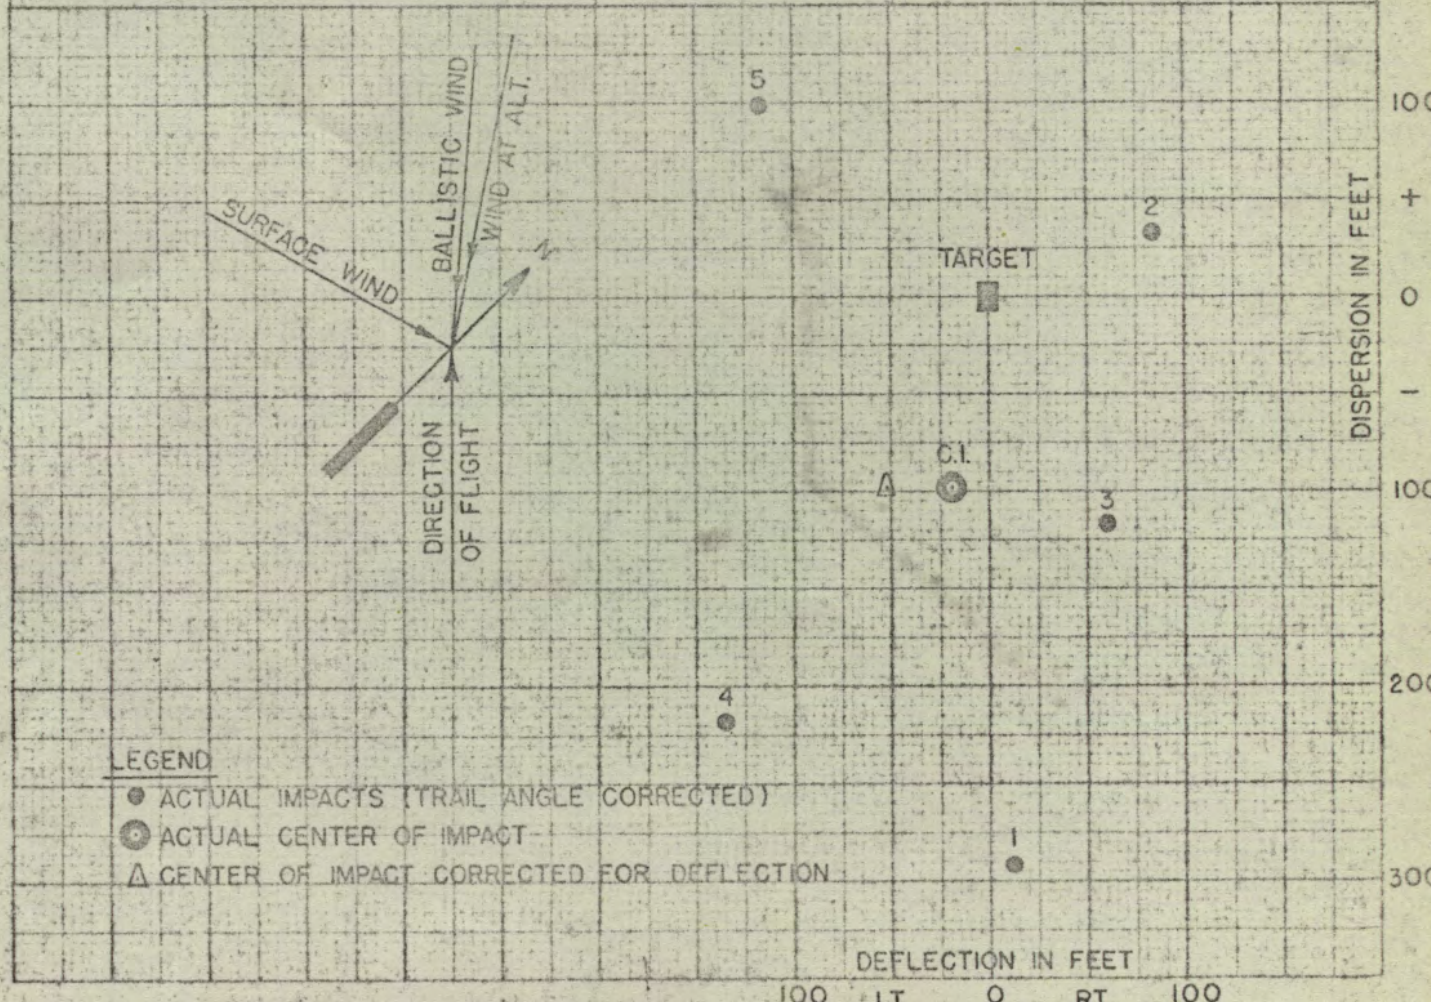 5
100
BALLISTIC WIND
WIND AT ALT.
SURFACE WIND
N
2
+
TARGET
DISPERSION IN FEET
0
-
DIRECTION
OF FLIGHT
C.I.
100
3
4
200
LEGEND
ACTUAL IMPACTS (TRAIL ANGLE CORRECTED)
ACTUAL CENTER OF IMPACT
CENTER OF IMPACT CORRECTED FOR DEFLECTION
1
300
DEFLECTION IN FEET
100 LT. 0 RT. 100